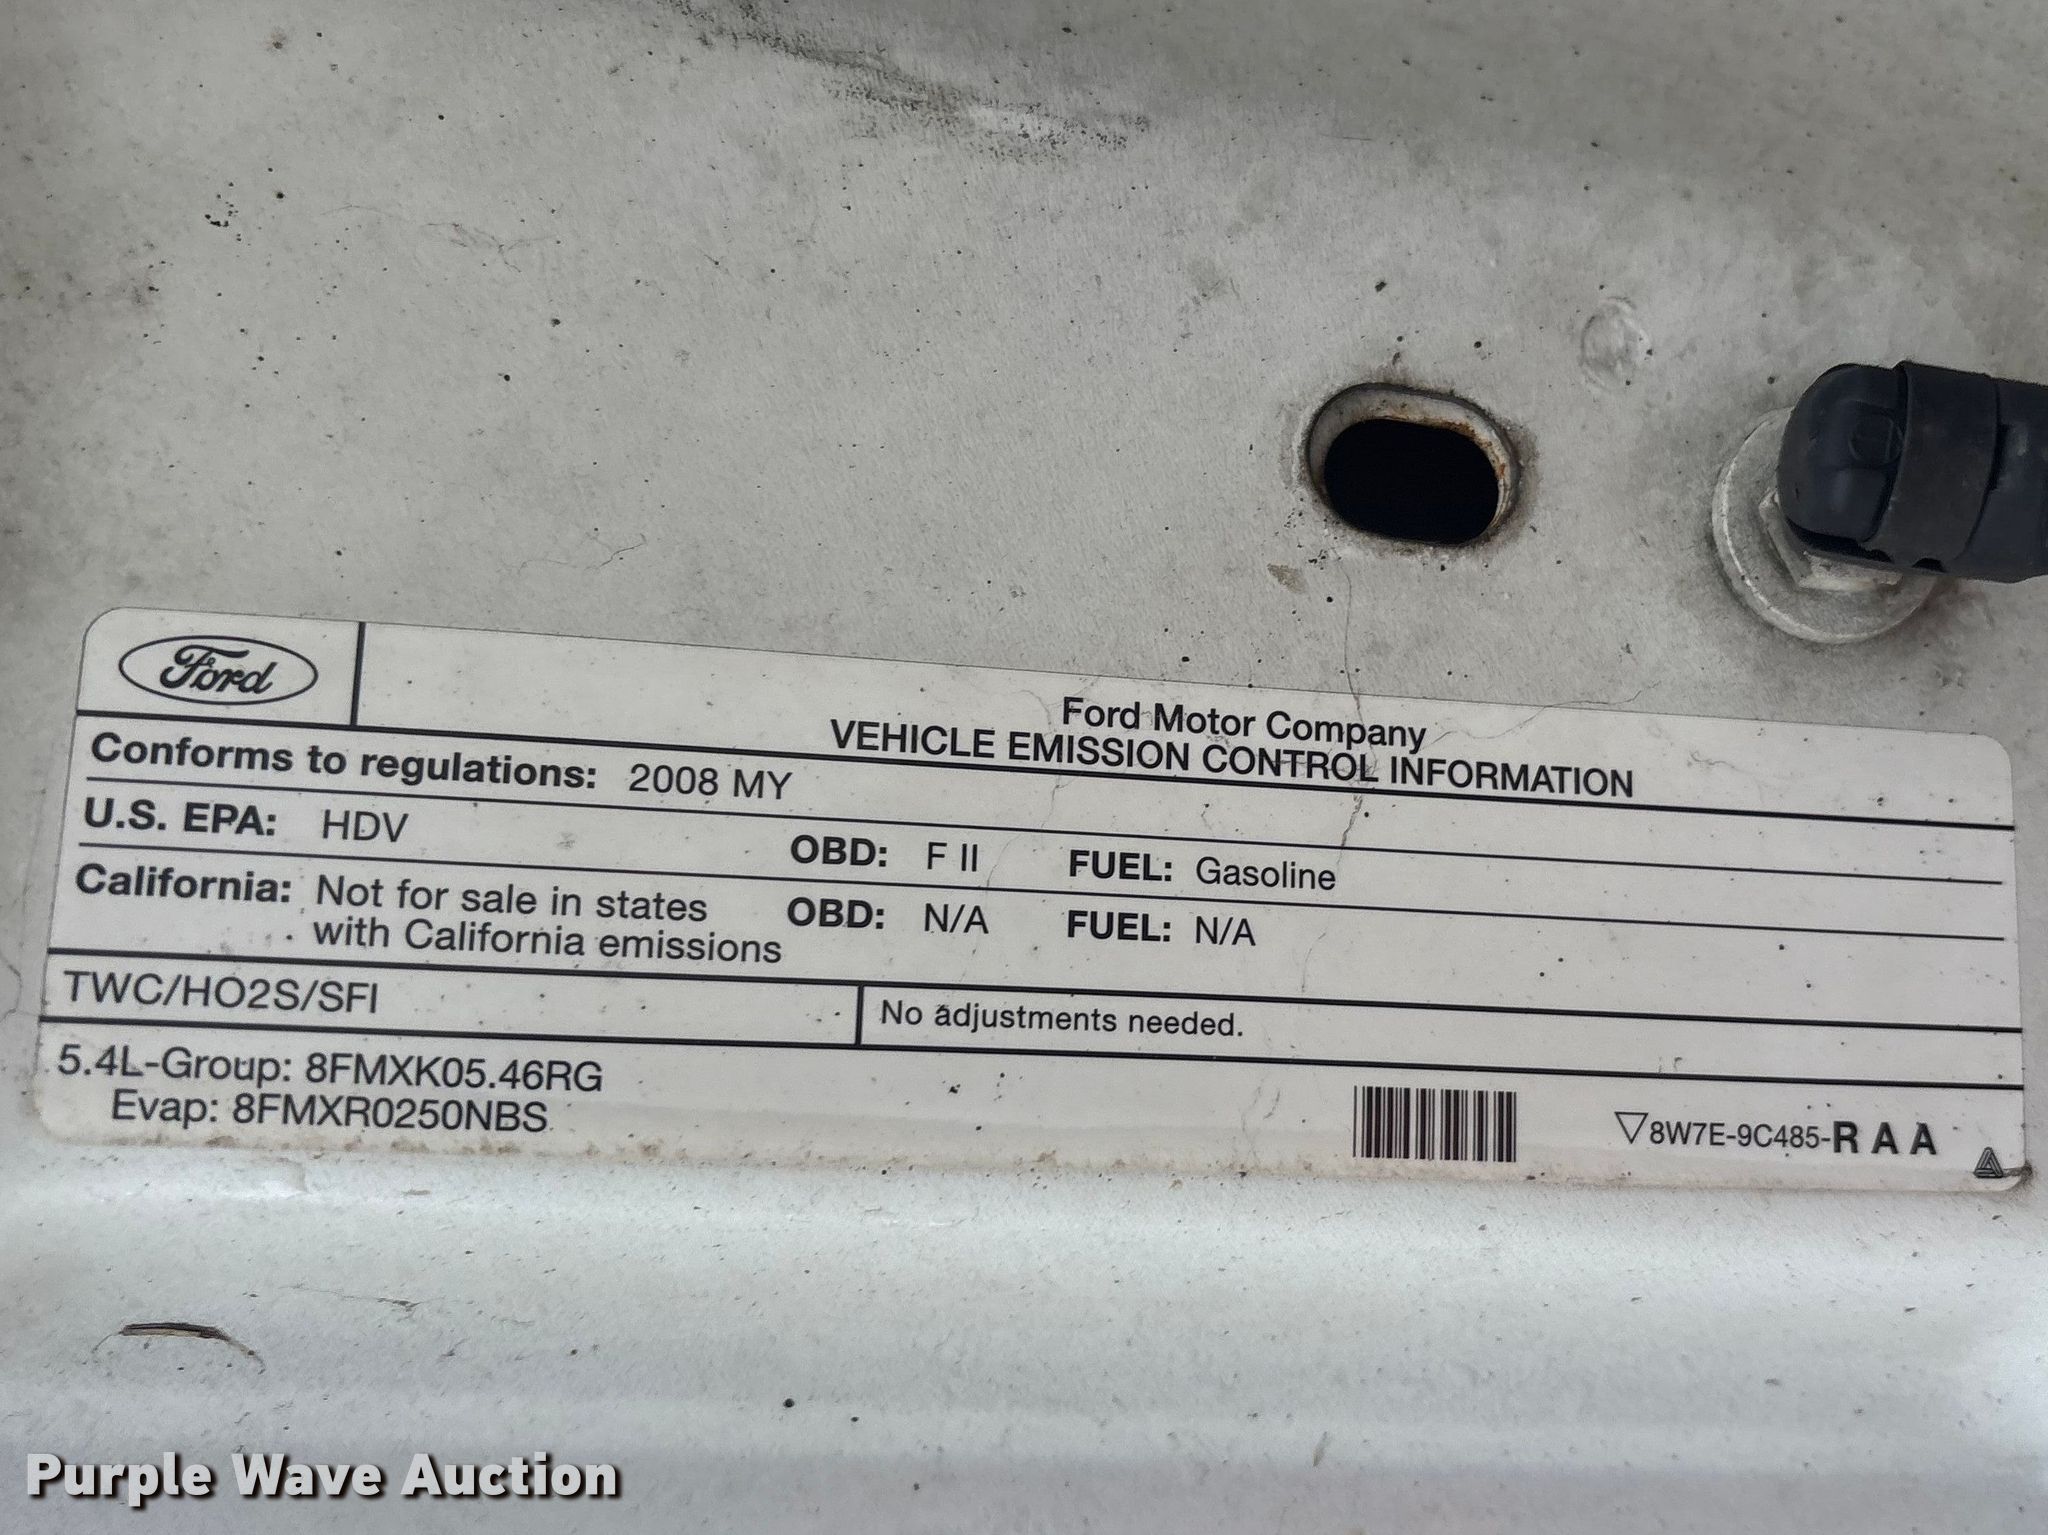 Ford
Ford Motor Company
VEHICLE EMISSION CONTROL INFORMATION
Conforms to regulations: 2008 MY
U.S. EPA: HDV OBD: F II FUEL: Gasoline
California: Not for sale in states OBD: N/A FUEL: N/A
with California emissions
TWC/HO2S/SFI No adjustments needed.
5.4L-Group: 8FMXK05.46RG
Evap: 8FMXR0250NBS
8W7E-9C485-RAA
Purple Wave Auction